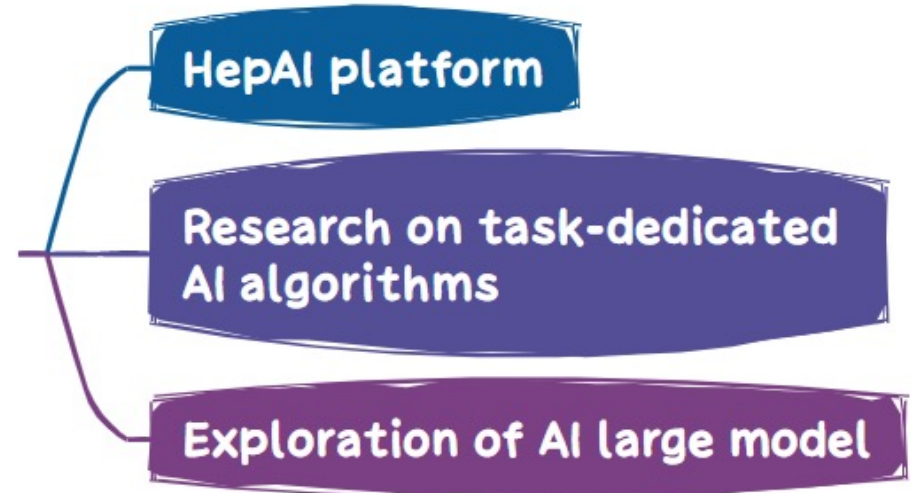 HepAI platform
Research on task-dedicated
AI algorithms
Exploration of AI large model